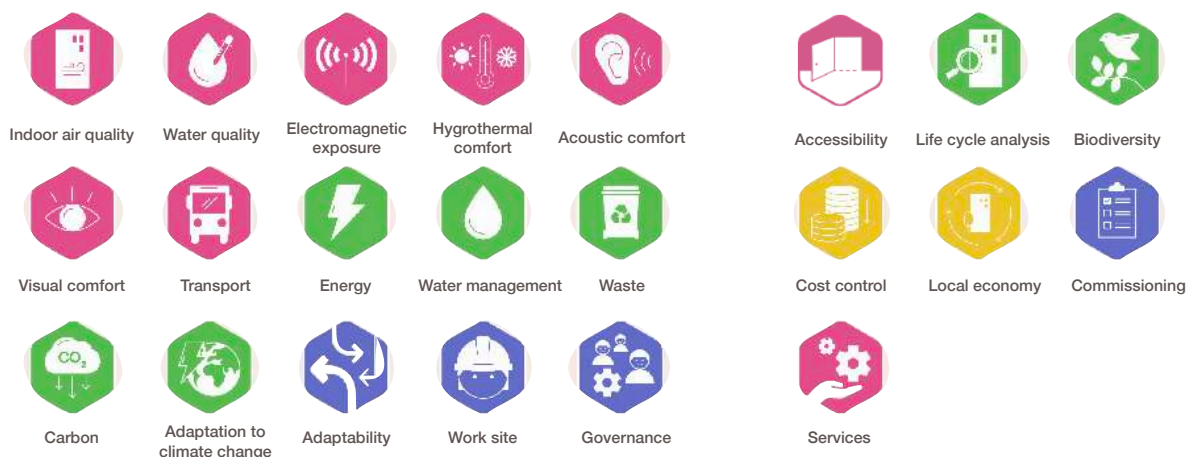 Indoor air quality
Water quality
Electromagnetic
exposure
Hygrothermal
comfort
Acoustic comfort
Accessibility
Life cycle analysis
Biodiversity
Visual comfort
Transport
Energy
Water management
Waste
Cost control
Local economy
Commissioning
CO₂
Carbon
Adaptation to
climate change
Adaptability
Work site
Governance
Services